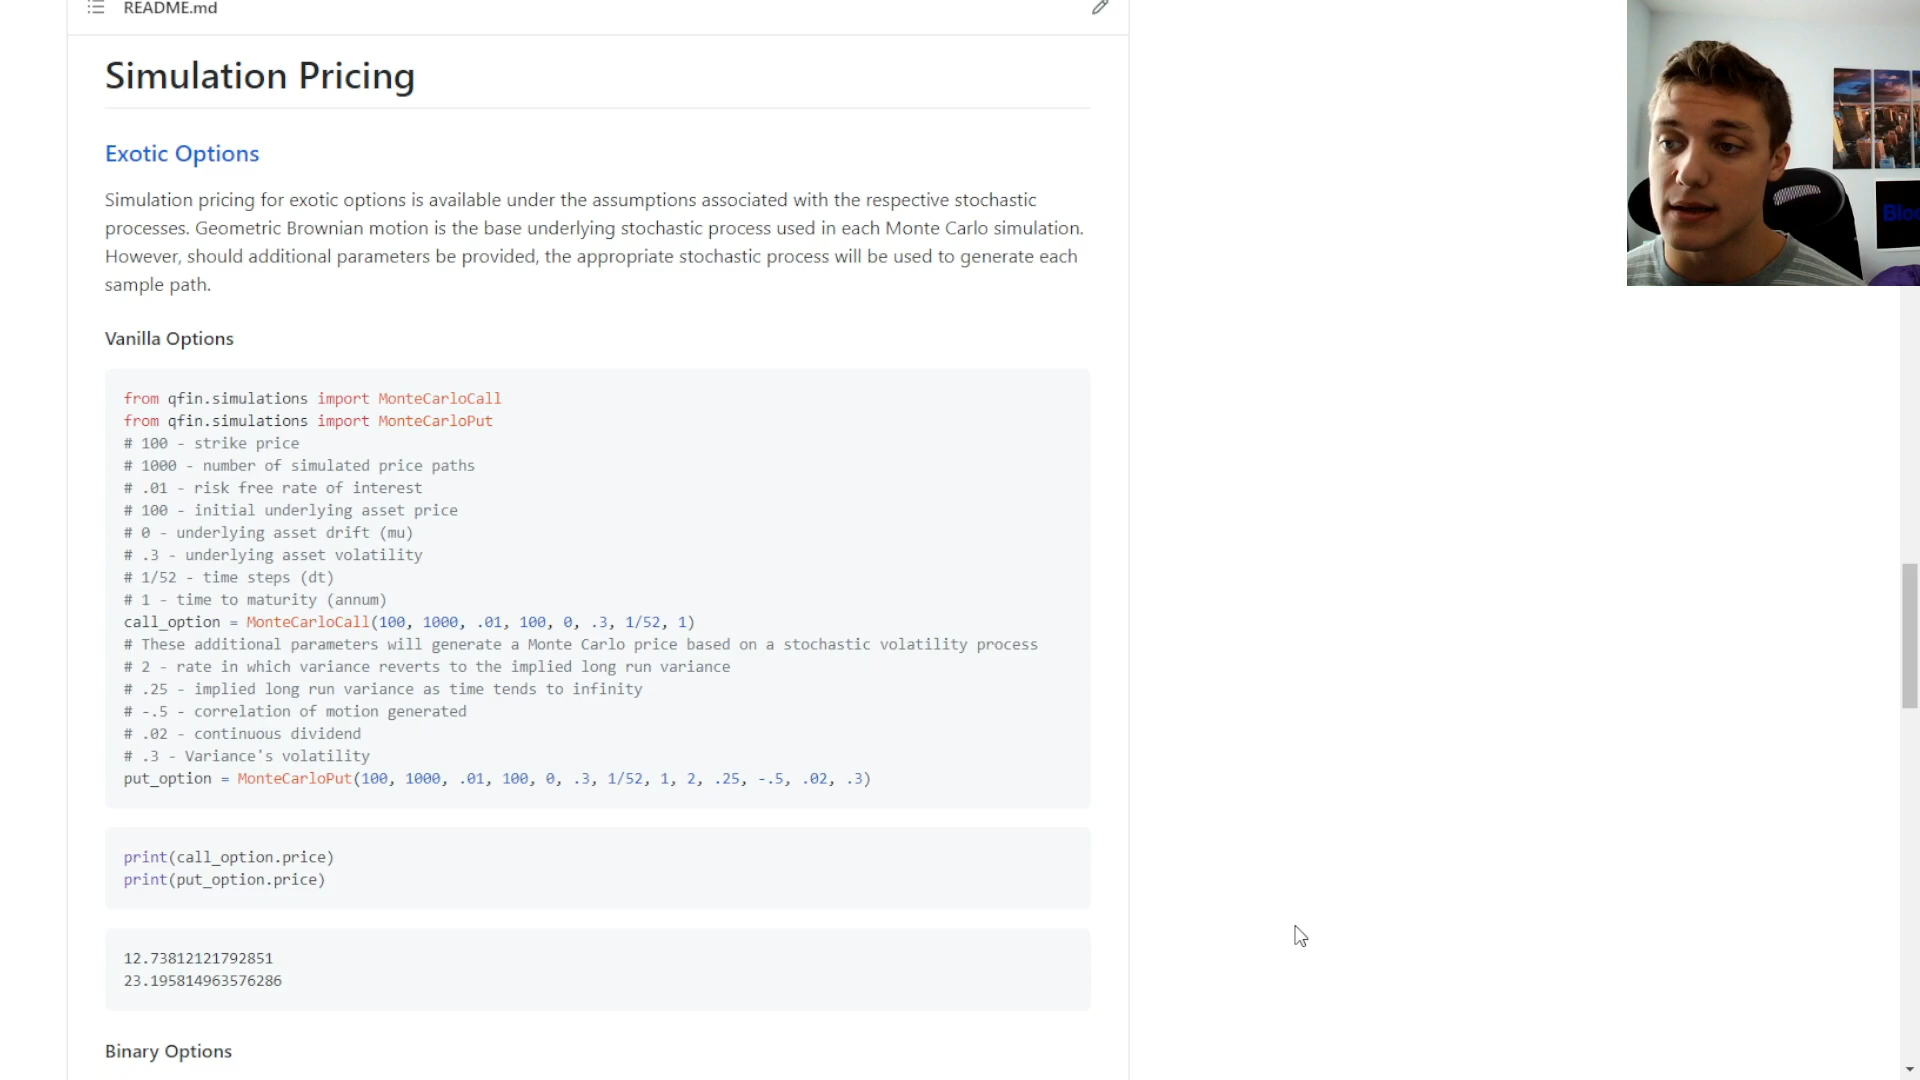 README.md
Simulation Pricing
Exotic Options
Simulation pricing for exotic options is available under the assumptions associated with the respective stochastic
processes. Geometric Brownian motion is the base underlying stochastic process used in each Monte Carlo simulation.
However, should additional parameters be provided, the appropriate stochastic process will be used to generate each
sample path.
Vanilla Options
from qfin.simulations import MonteCarloCall
from qfin.simulations import MonteCarloPut
# 100 - strike price
# 1000 - number of simulated price paths
# .01 - risk free rate of interest
# 100 - initial underlying asset price
# 0 - underlying asset drift (mu)
# .3 - underlying asset volatility
# 1/52 - time steps (dt)
# 1 - time to maturity (annum)
call_option = MonteCarloCall(100, 1000, .01, 100, 0, .3, 1/52, 1)
# These additional parameters will generate a Monte Carlo price based on a stochastic volatility process
# 2 - rate in which variance reverts to the implied long run variance
# .25 - implied long run variance as time tends to infinity
# -.5 - correlation of motion generated
# .02 - continuous dividend
# .3 - Variance's volatility
put_option = MonteCarloPut(100, 1000, .01, 100, 0, .3, 1/52, 1, 2, .25, -.5, .02, .3)
print(call_option.price)
print(put_option.price)
12.73812121792851
23.195814963576286
Binary Options